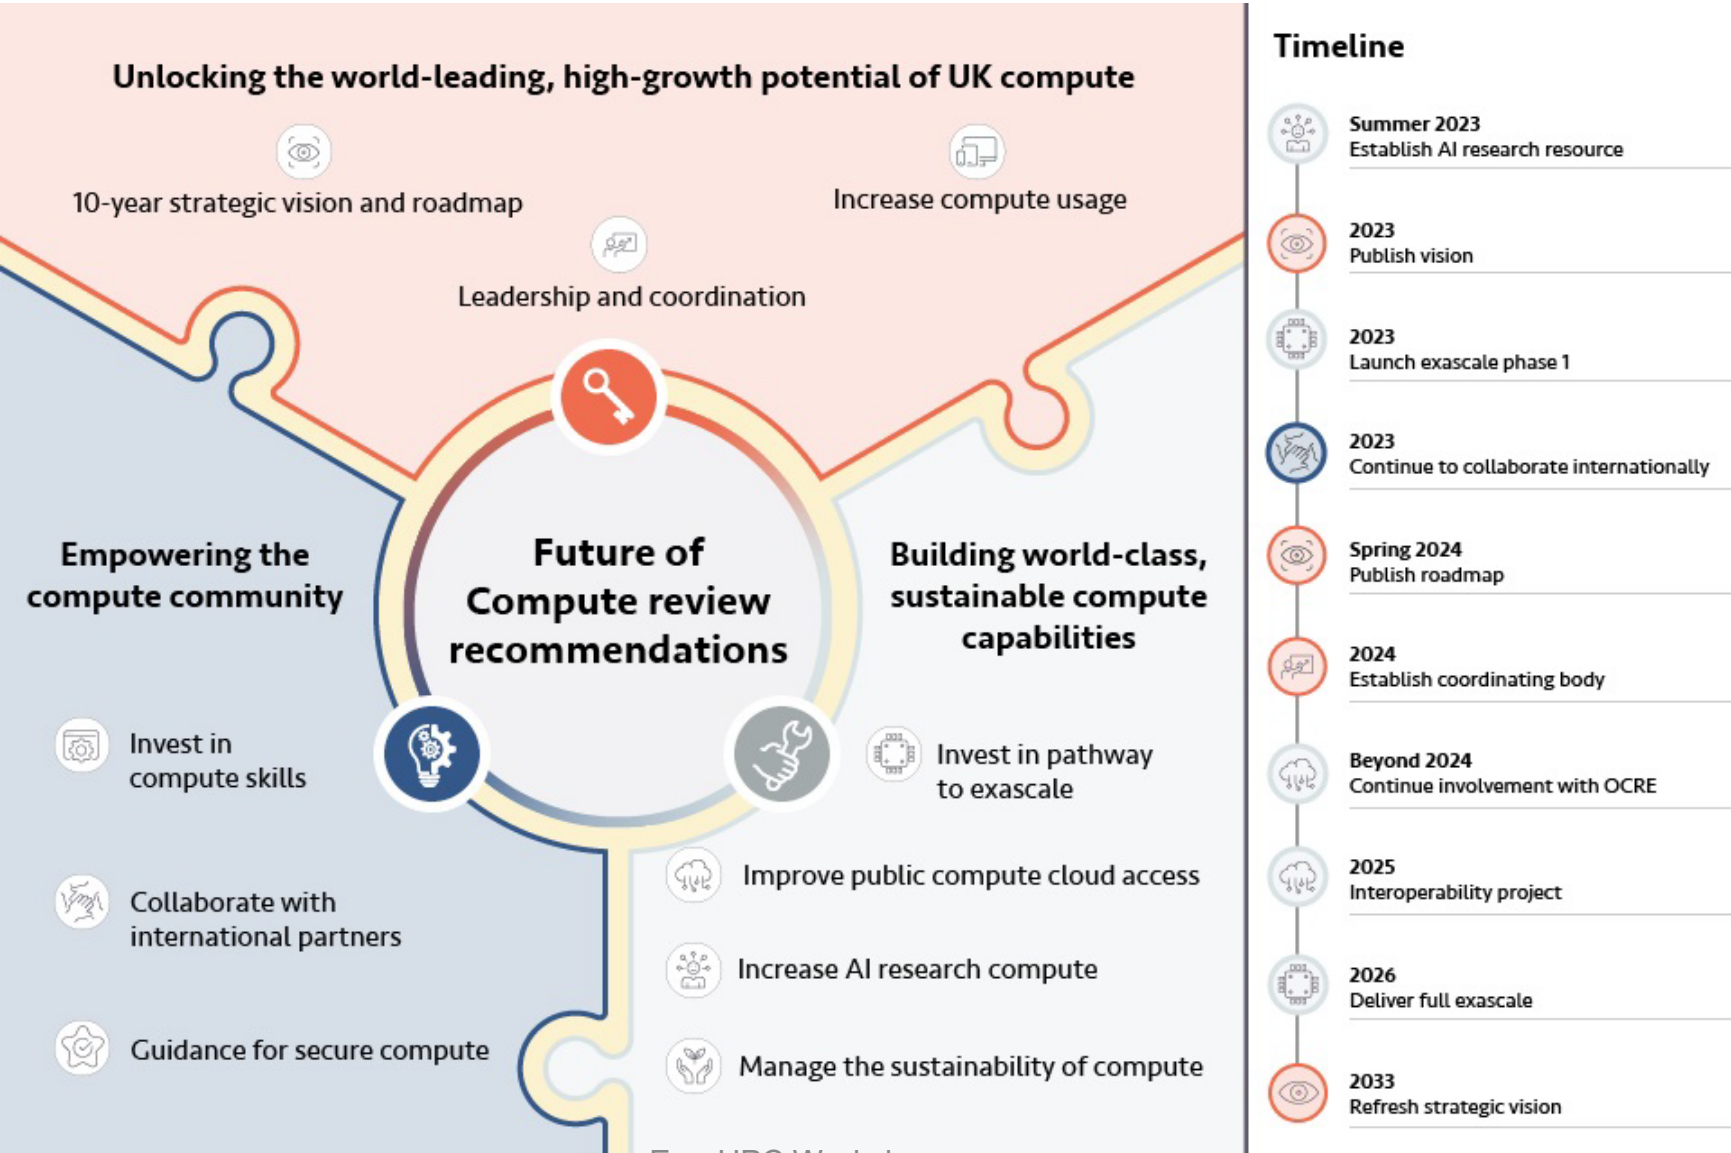 Unlocking the world-leading, high-growth potential of UK compute
10-year strategic vision and roadmap
Increase compute usage
Leadership and coordination
Empowering the
compute community
Invest in
compute skills
Collaborate with
international partners
Guidance for secure compute
Future of
Compute review
recommendations
Building world-class,
sustainable compute
capabilities
Invest in pathway
to exascale
Improve public compute cloud access
Increase AI research compute
Manage the sustainability of compute
Timeline
Summer 2023
Establish AI research resource
2023
Publish vision
2023
Launch exascale phase 1
2023
Continue to collaborate internationally
Spring 2024
Publish roadmap
2024
Establish coordinating body
Beyond 2024
Continue involvement with OCRE
2025
Interoperability project
2026
Deliver full exascale
2033
Refresh strategic vision